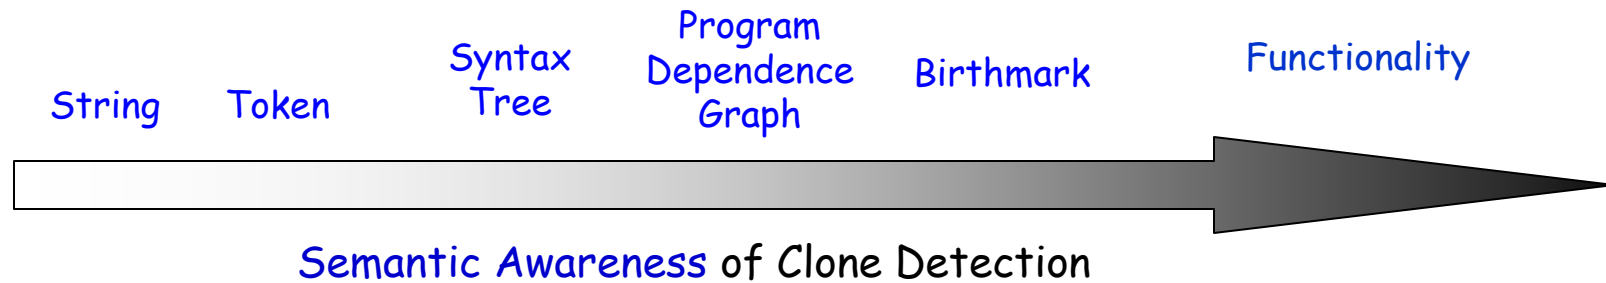 String
Token
Syntax
Tree
Program
Dependence
Graph
Birthmark
Functionality
Semantic Awareness of Clone Detection